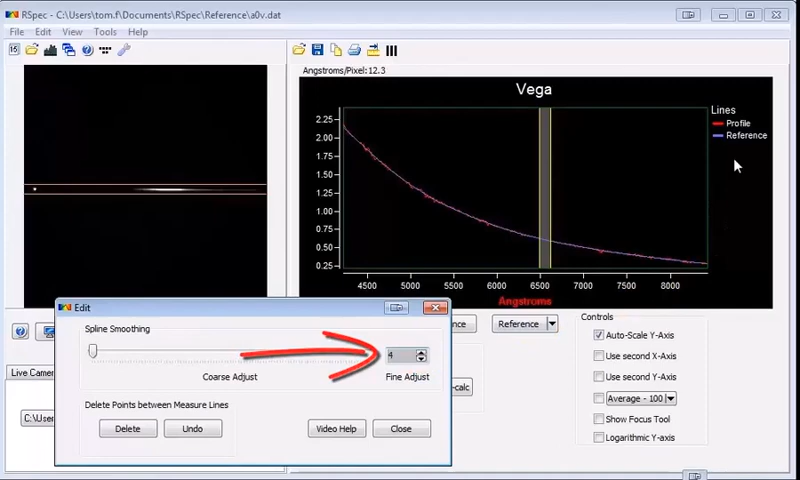 RSpec - C:\Users\tom.f\Documents\RSpec\Reference\a0v.dat
File Edit View Tools Help
Angstroms/Pixel: 12.3
Vega
Lines
Profile
Reference
2.25
2.00
1.75
1.50
1.25
1.00
0.75
0.50
0.25
4500 5000 5500 6000 6500 7000 7500 8000
Angstroms
Edit
Spline Smoothing
4
Coarse Adjust
Fine Adjust
Delete Points between Measure Lines
Delete
Undo
Video Help
Close
Live Camera
C:\User
ence
Reference
-calc
Controls
Auto-Scale Y-Axis
Use second X-Axis
Use second Y-Axis
Average - 100
Show Focus Tool
Logarithmic Y-axis